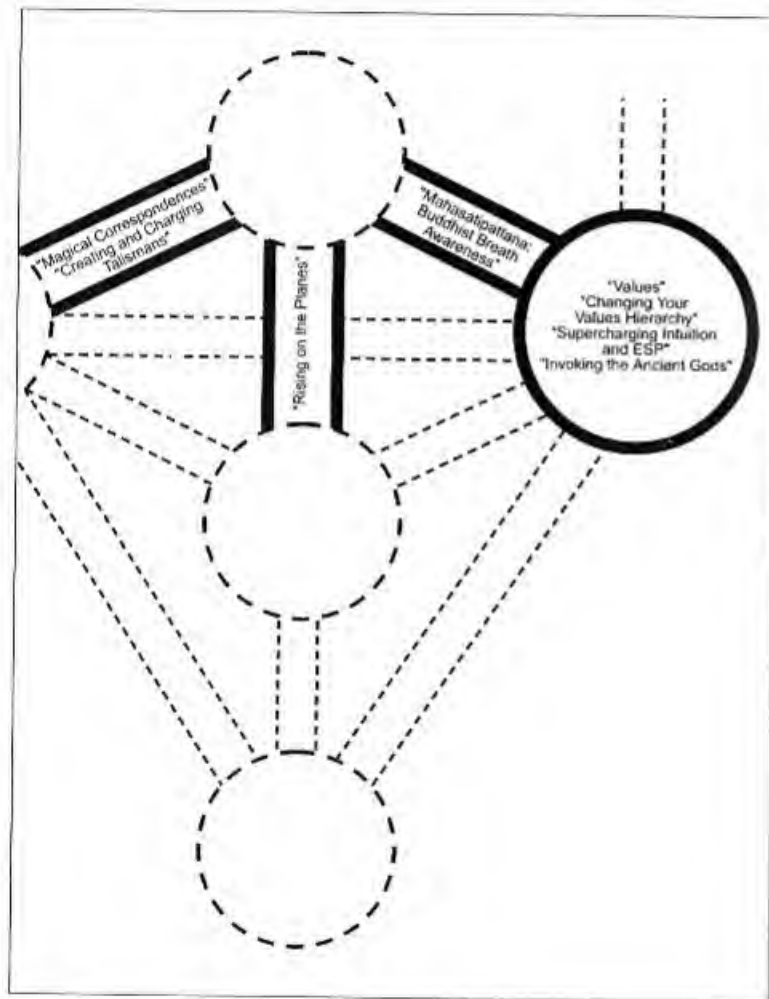 "Magical Correspondences"
"Creating and Charging
Talismans"
"Rising on the Planes"
"Mahasatipattana:
Buddhist Breath
Awareness"
"Values"
"Changing Your
Values Hierarchy"
"Supercharging Intuition
and ESP"
"Invoking the Ancient Gods"